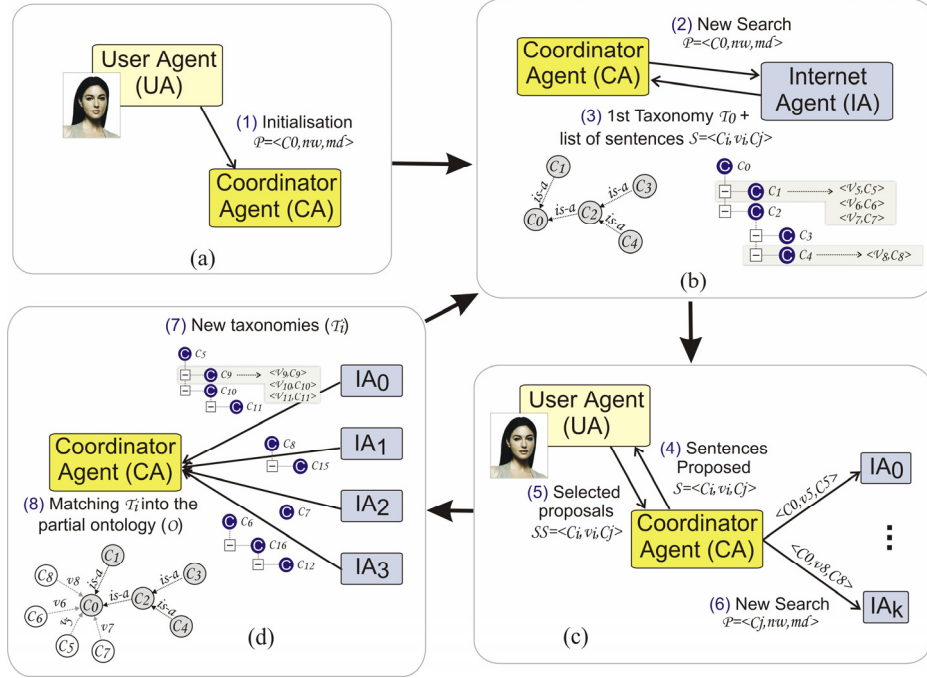 User Agent
(UA)
(1) Initialisation
P=<C0,nw,md>
Coordinator
Agent (CA)
(a)
(2) New Search
P=<C0,nw,md>
Coordinator
Agent (CA)
Internet
Agent (IA)
(3) 1st Taxonomy T0 +
list of sentences S=<Ci,vi,Cj>
C1
is-a
C0
is-a
C2
is-a
C3
is-a
C4
C C0
C C1
<V5,C5>
<V6,C6>
<V7,C7>
C C2
C C3
C C4
<V8,C8>
(b)
User Agent
(UA)
(4) Sentences
Proposed
S=<Ci,vi,Cj>
(5) Selected
proposals
SS=<Ci,vi,Cj>
Coordinator
Agent (CA)
<C0,v5,C5>
IA0
<C0,v8,C8>
IAk
(6) New Search
P=<Cj,nw,md>
(c)
(7) New taxonomies (Ti)
C C5
C C9
<V9,C9>
<V10,C10>
<V11,C11>
C C10
C C11
IA0
Coordinator
Agent (CA)
C C8
C C15
IA1
C C7
IA2
C C6
C C16
C C12
IA3
(8) Matching Ti into the
partial ontology (O)
C1
C8
v8
is-a
C3
is-a
C6
v6
C0
is-a
C2
is-a
C4
v5
v7
C5
C7
(d)